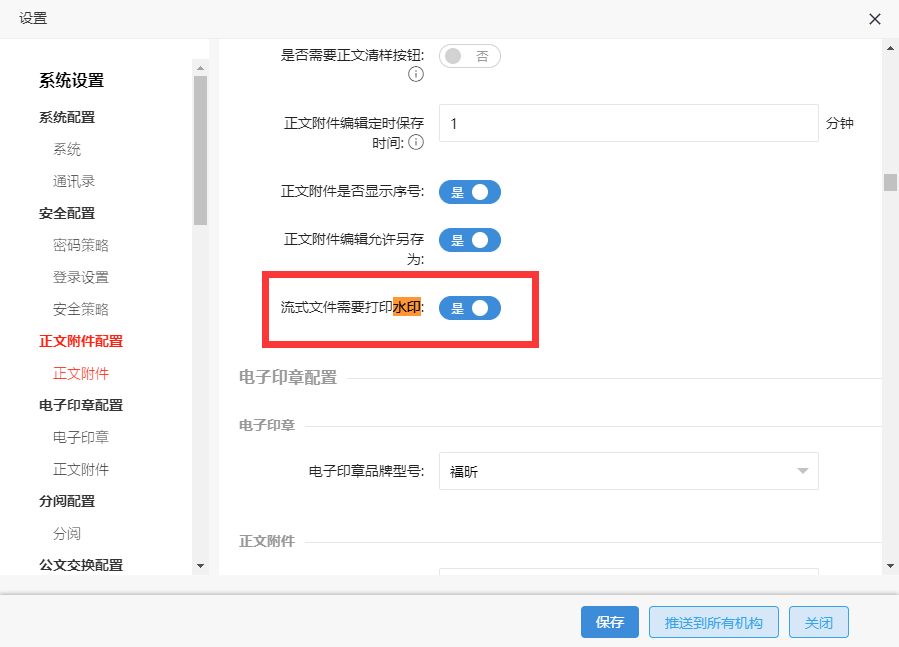 设置
系统设置
系统配置
系统
通讯录
安全配置
密码策略
登录设置
安全策略
正文附件配置
正文附件
电子印章配置
电子印章
正文附件
分阅配置
分阅
公文交换配置
是否需要正文清样按钮:
否
正文附件编辑定时保存
时间:
1
分钟
正文附件是否显示序号:
是
正文附件编辑允许另存
为:
是
流式文件需要打印水印:
是
电子印章配置
电子印章
电子印章品牌型号:
福昕
正文附件
保存
推送到所有机构
关闭